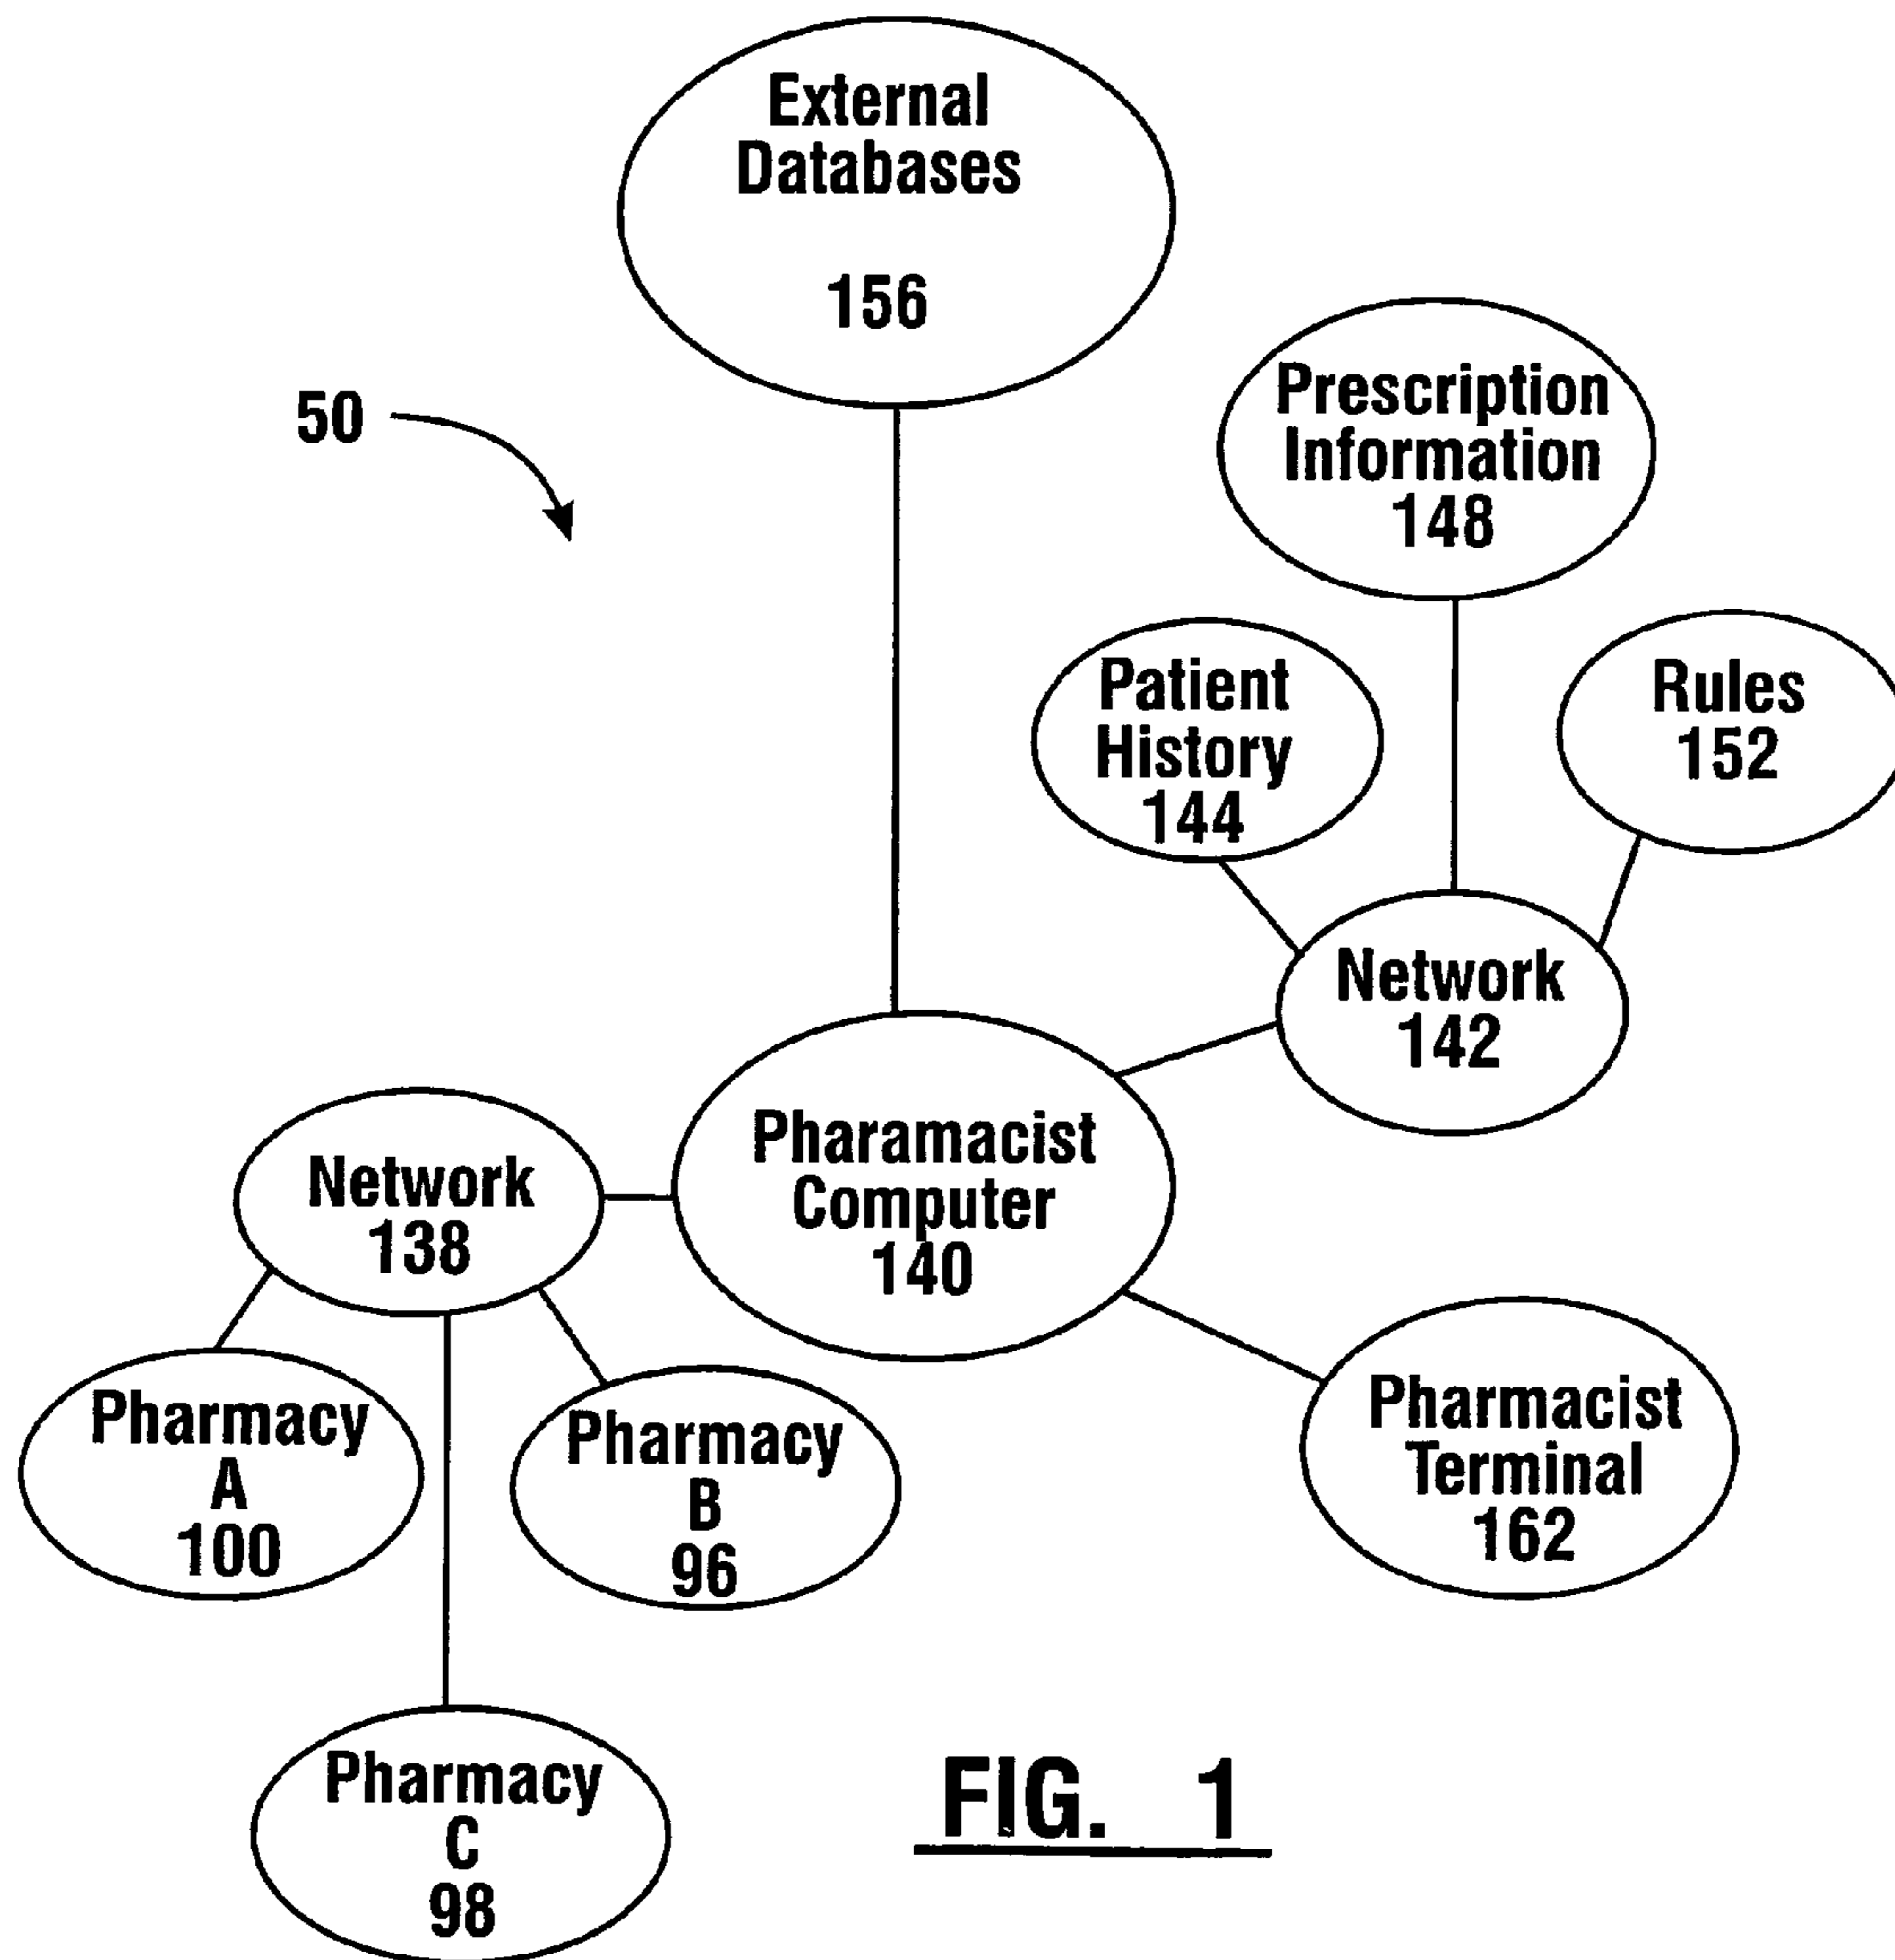 External
Databases
156
50
Prescription
Information
148
Patient
History
144
Rules
152
Network
142
Pharamacist
Computer
140
Network
138
Pharmacy
A
100
Pharmacy
B
96
Pharmacist
Terminal
162
Pharmacy
C
98
FIG. 1